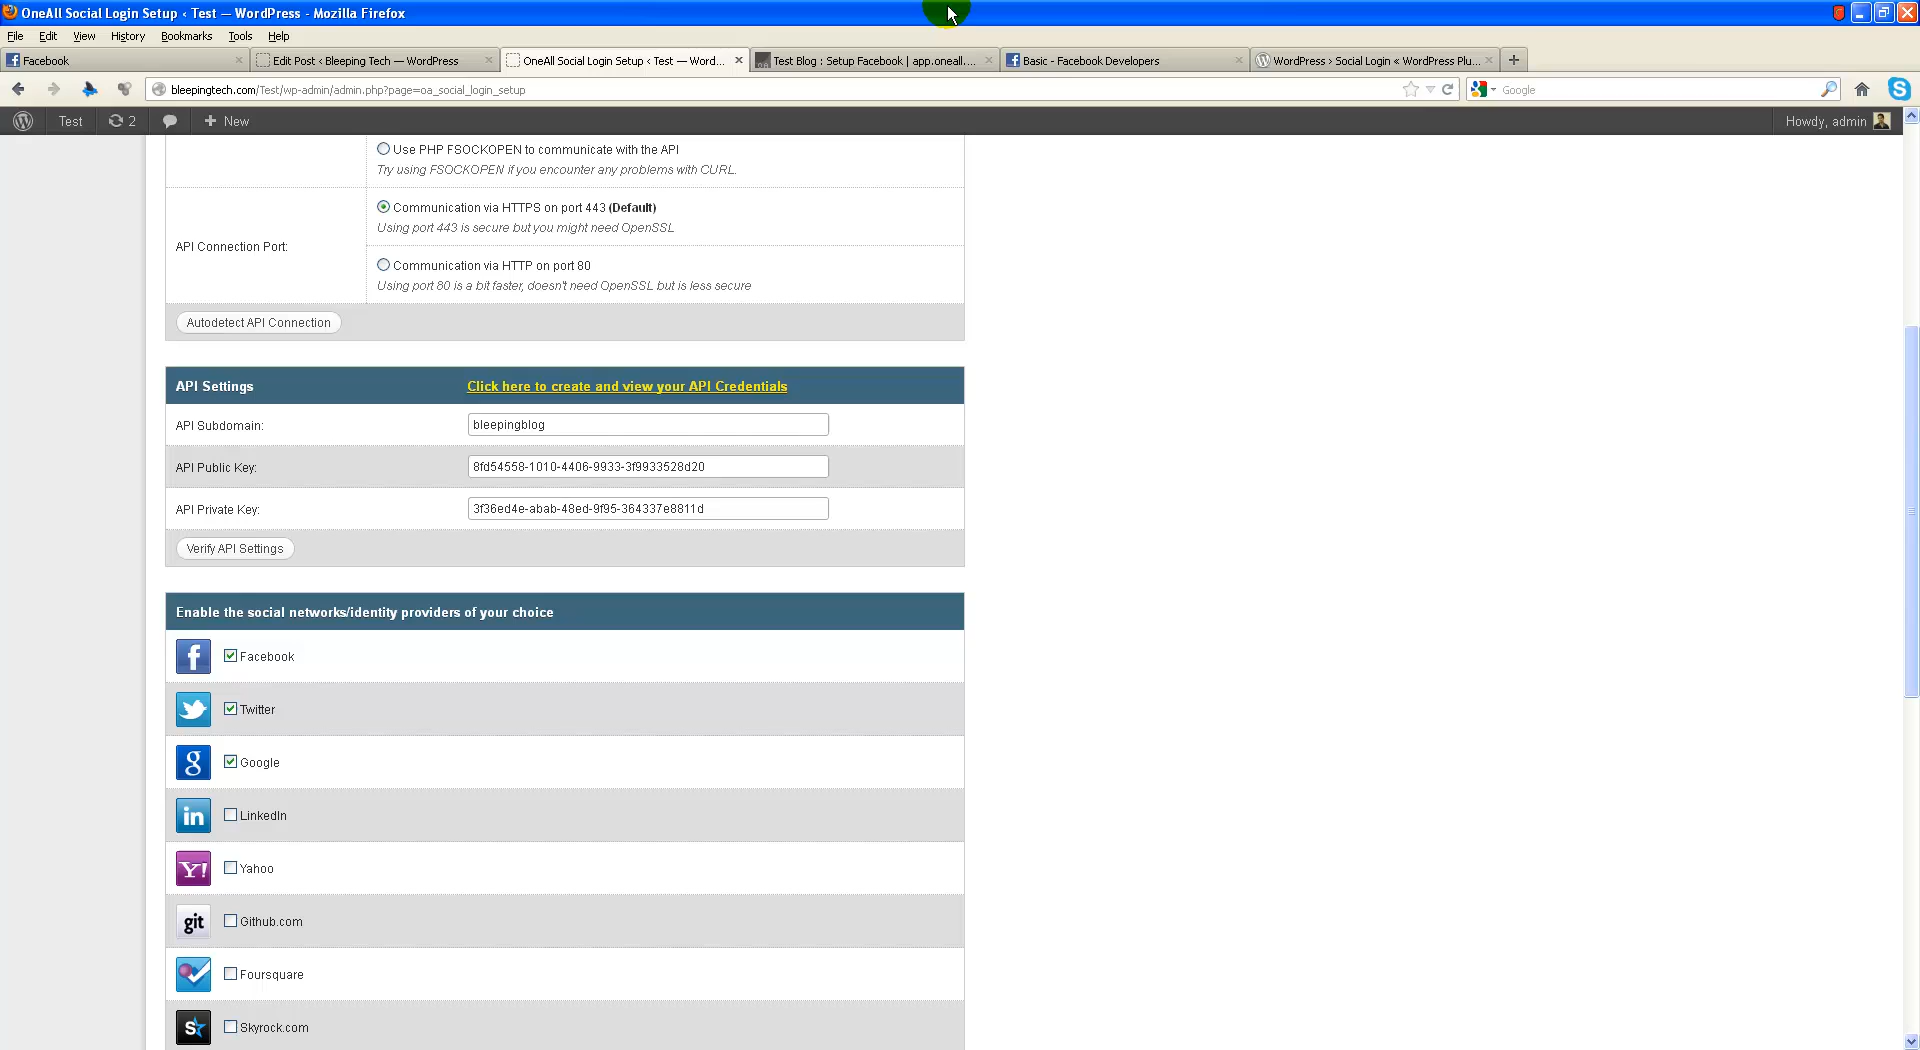 OneAll Social Login Setup ‹ Test — WordPress - Mozilla Firefox
File Edit View History Bookmarks Tools Help
Facebook
Edit Post ‹ Bleeping Tech — WordPress
OneAll Social Login Setup ‹ Test — Word...
Test Blog : Setup Facebook | app.oneall....
Basic - Facebook Developers
WordPress › Social Login « WordPress Plu...
bleepingtech.com/Test/wp-admin/admin.php?page=oa_social_login_setup
Google
Test 2 + New Howdy, admin
Use PHP FSOCKOPEN to communicate with the API
Try using FSOCKOPEN if you encounter any problems with CURL.
API Connection Port:
Communication via HTTPS on port 443 (Default)
Using port 443 is secure but you might need OpenSSL
Communication via HTTP on port 80
Using port 80 is a bit faster, doesn't need OpenSSL but is less secure
Autodetect API Connection
API Settings Click here to create and view your API Credentials
API Subdomain: bleepingblog
API Public Key: 8fd54558-1010-4406-9933-3f9933528d20
API Private Key: 3f36ed4e-abab-48ed-9f95-364337e8811d
Verify API Settings
Enable the social networks/identity providers of your choice
f Facebook
Twitter
g Google
in LinkedIn
Y! Yahoo
git Github.com
Foursquare
S Skyrock.com